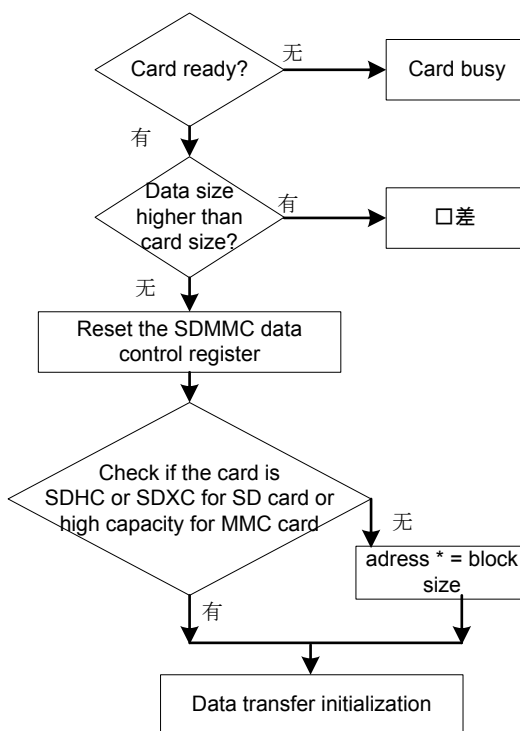 Card ready?
无
Card busy
有
Data size
higher than
card size?
有
口差
无
Reset the SDMMC data
control register
Check if the card is
SDHC or SDXC for SD card or
high capacity for MMC card
无
adress * = block
size
有
Data transfer initialization